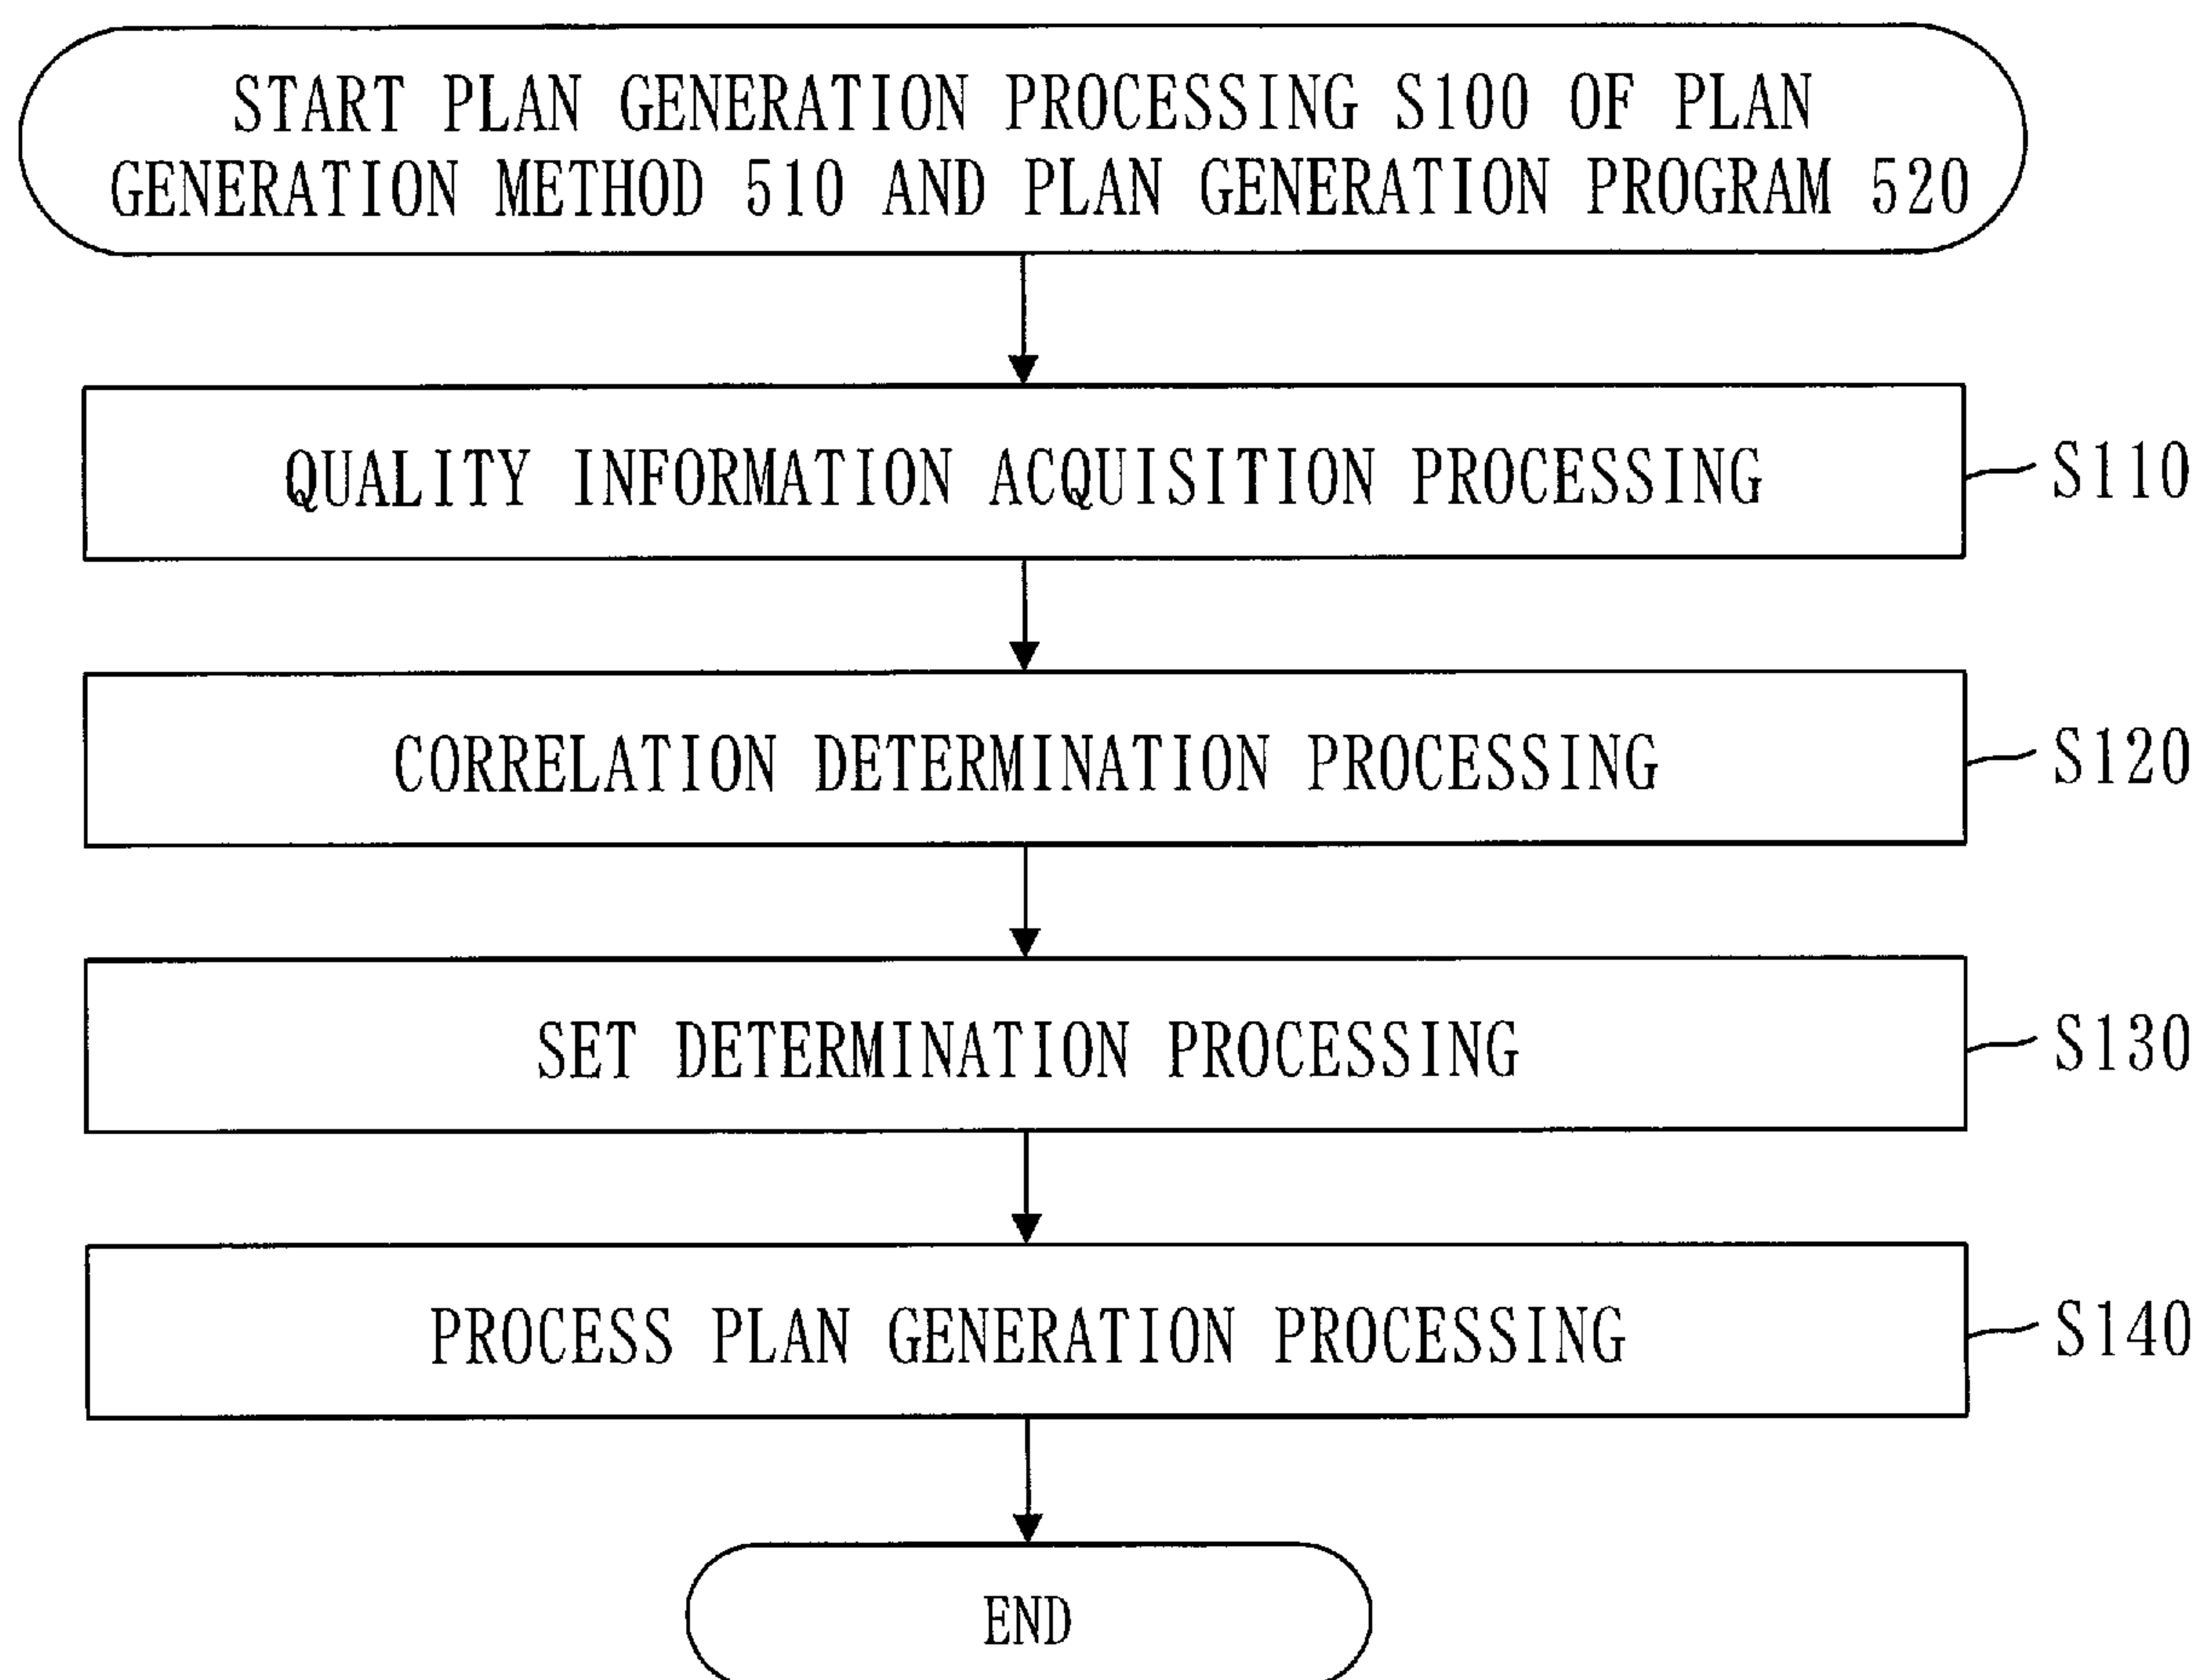 START PLAN GENERATION PROCESSING S100 OF PLAN
GENERATION METHOD 510 AND PLAN GENERATION PROGRAM 520
QUALITY INFORMATION ACQUISITION PROCESSING
S110
CORRELATION DETERMINATION PROCESSING
S120
SET DETERMINATION PROCESSING
S130
PROCESS PLAN GENERATION PROCESSING
S140
END